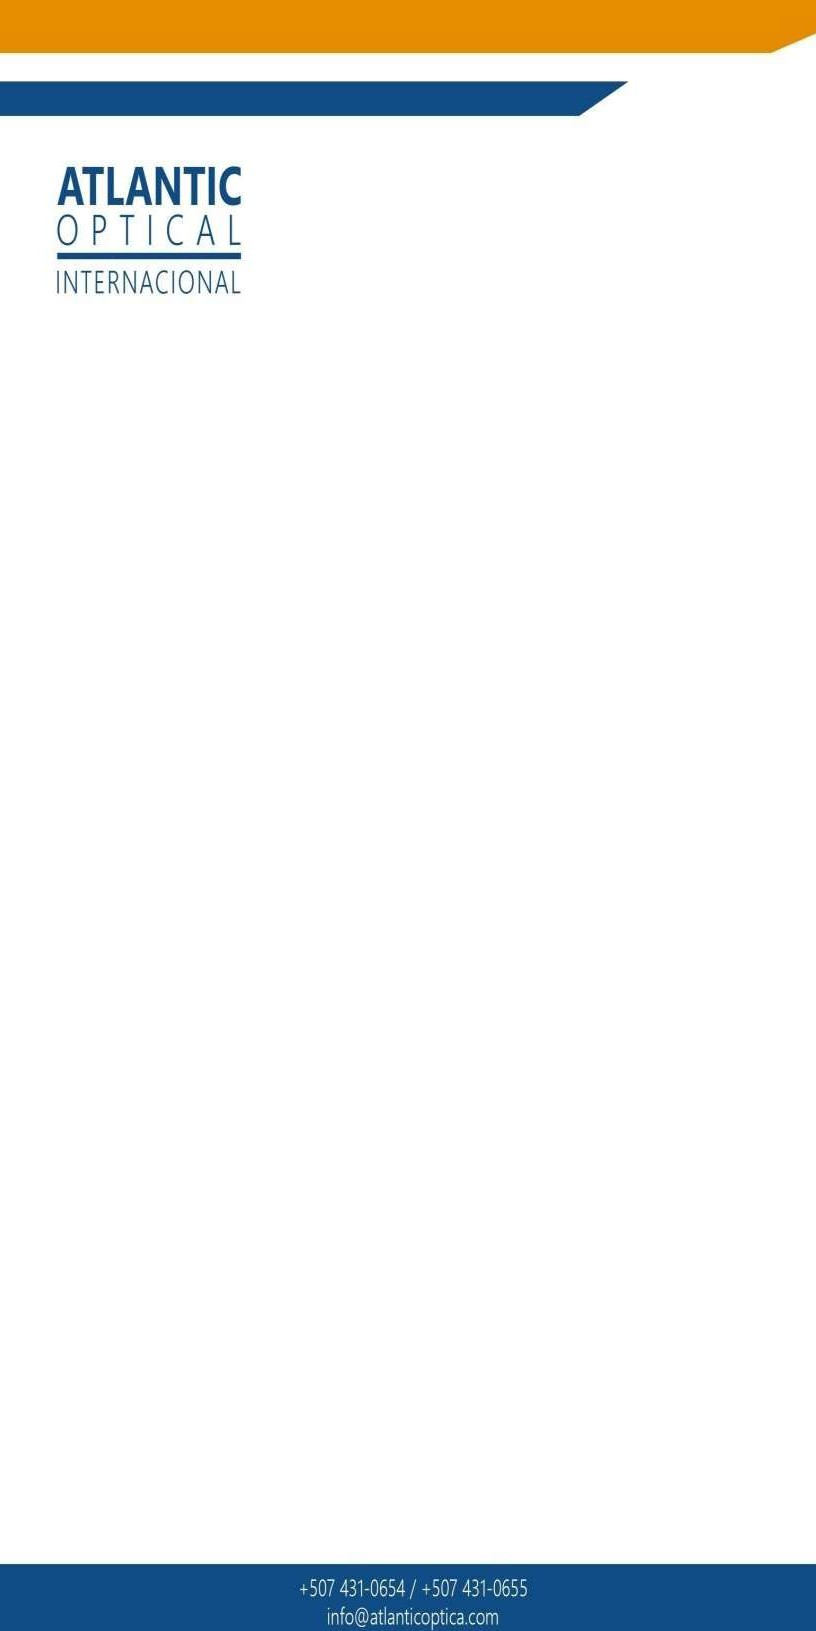 ATLANTIC
OPTICAL
INTERNACIONAL
+507 431-0654 / +507 431-0655
info@atlanticoptica.com